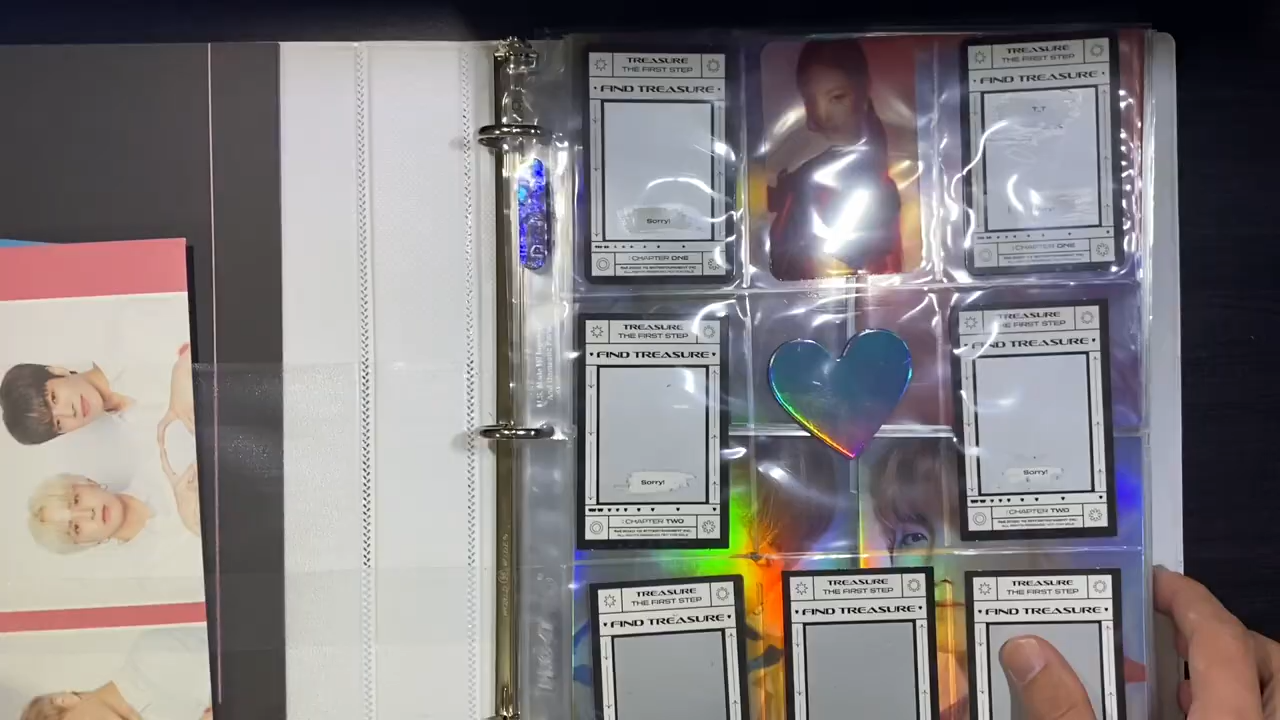 TREASURE
THE FIRST STEP
FIND TREASURE
Sorry!
CHAPTER ONE
TREASURE
THE FIRST STEP
FIND TREASURE
T_T
CHAPTER ONE
TREASURE
THE FIRST STEP
FIND TREASURE
Sorry!
CHAPTER TWO
TREASURE
THE FIRST STEP
FIND TREASURE
Sorry!
CHAPTER TWO
TREASURE
THE FIRST STEP
FIND TREASURE
TREASURE
THE FIRST STEP
FIND TREASURE
TREASURE
THE FIRST STEP
FIND TREASURE